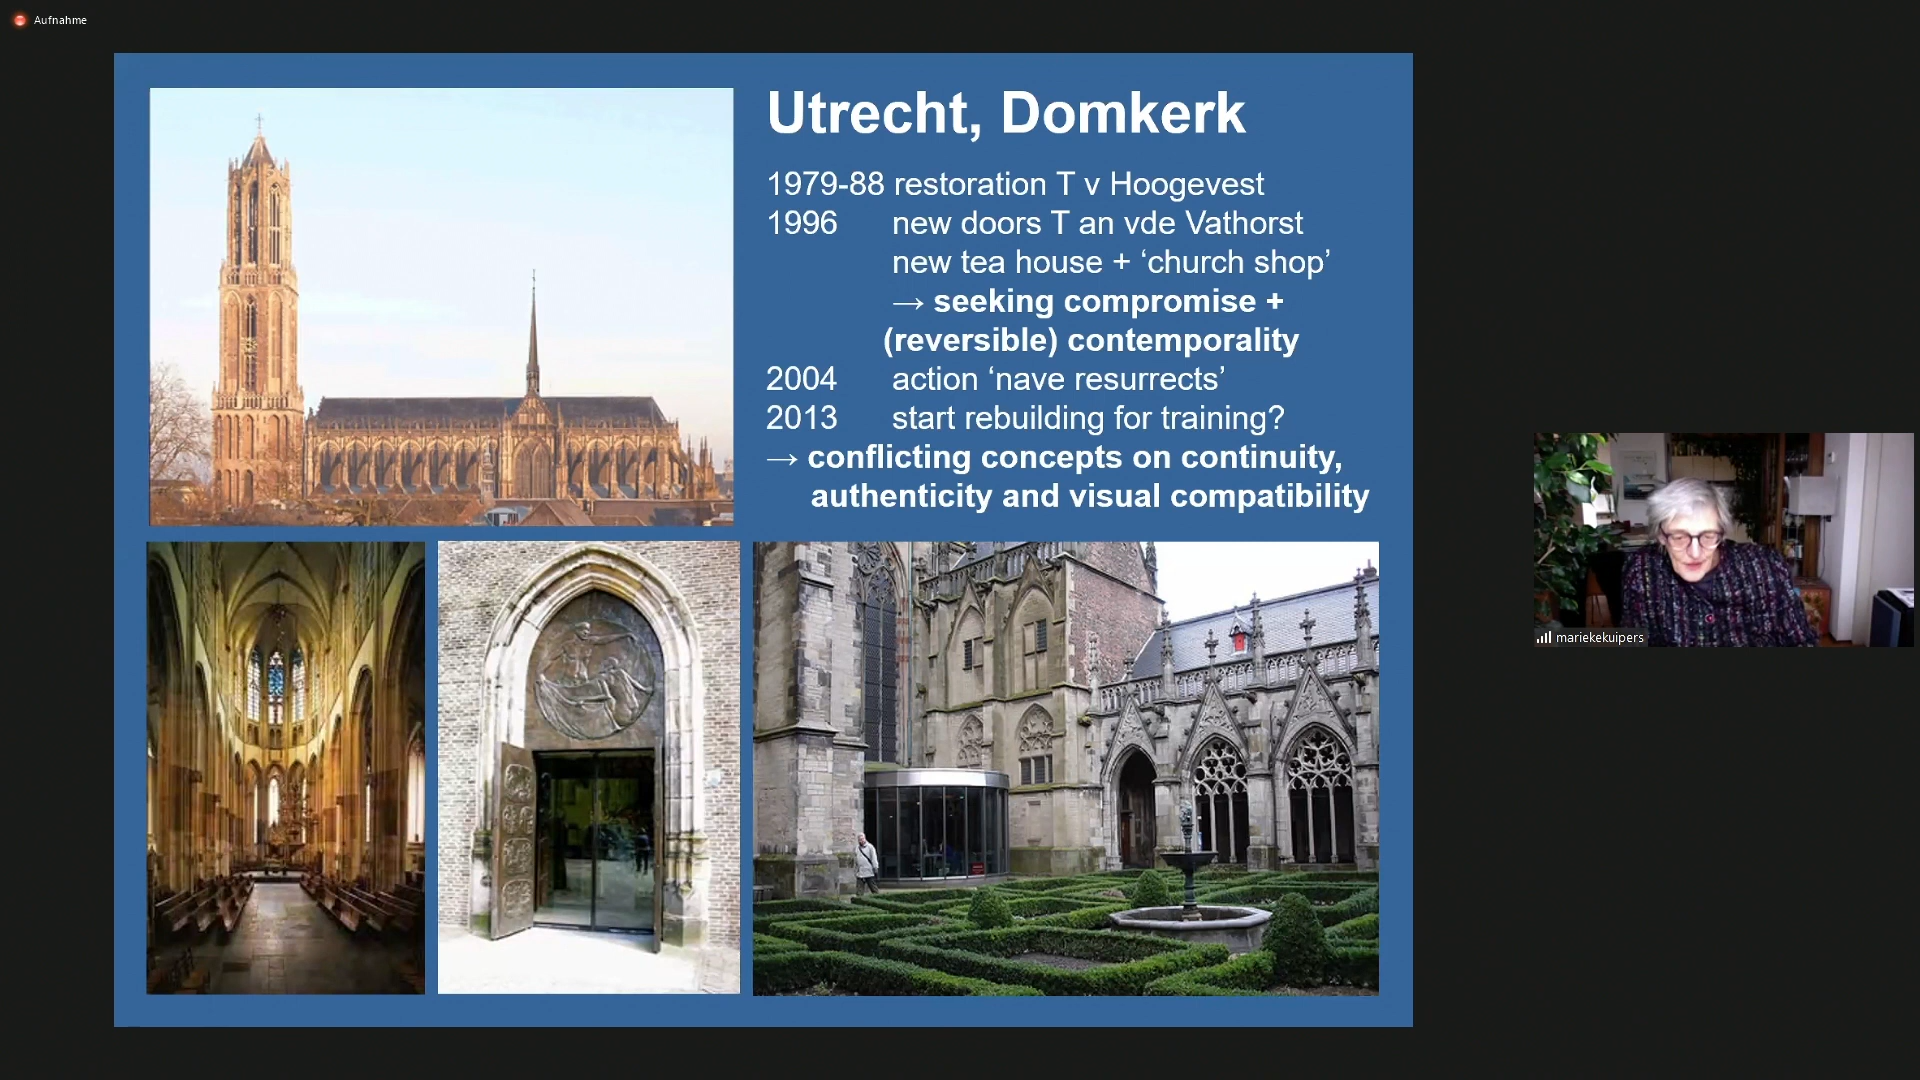 Aufnahme
Utrecht, Domkerk
1979-88 restoration T v Hoogevest
1996 new doors T an vde Vathorst
new tea house + ‘church shop’
→ seeking compromise +
(reversible) contemporality
2004 action ‘nave resurrects’
2013 start rebuilding for training?
→ conflicting concepts on continuity,
authenticity and visual compatibility
mariekekuipers